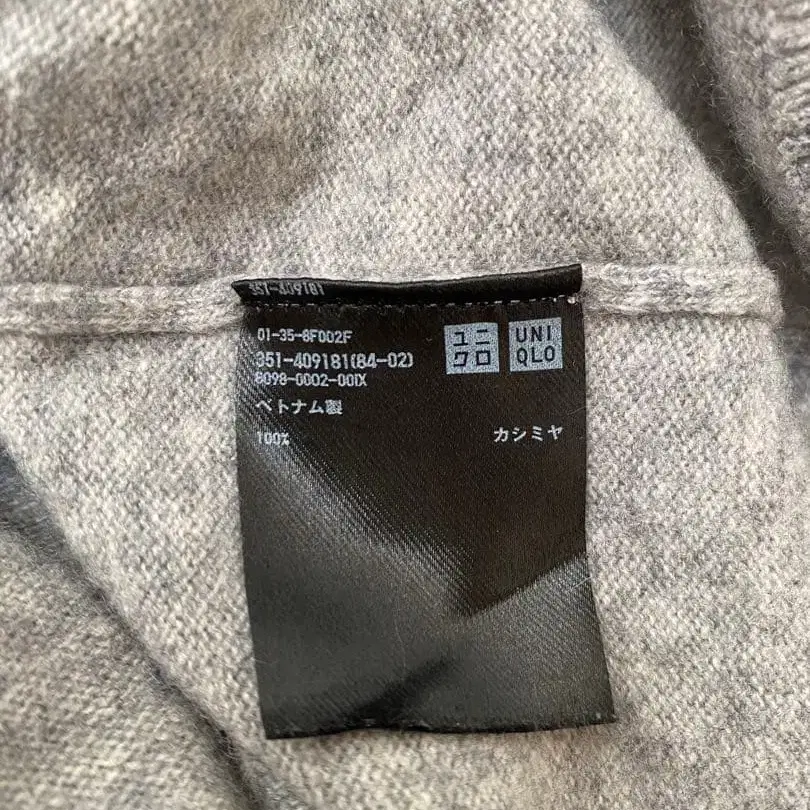 351-409181
01-35-8F002F
351-409181(84-02)
8098-0002-00IX
ベトナム製
100% カシミヤ
ユニ
クロ
UNI
QLO